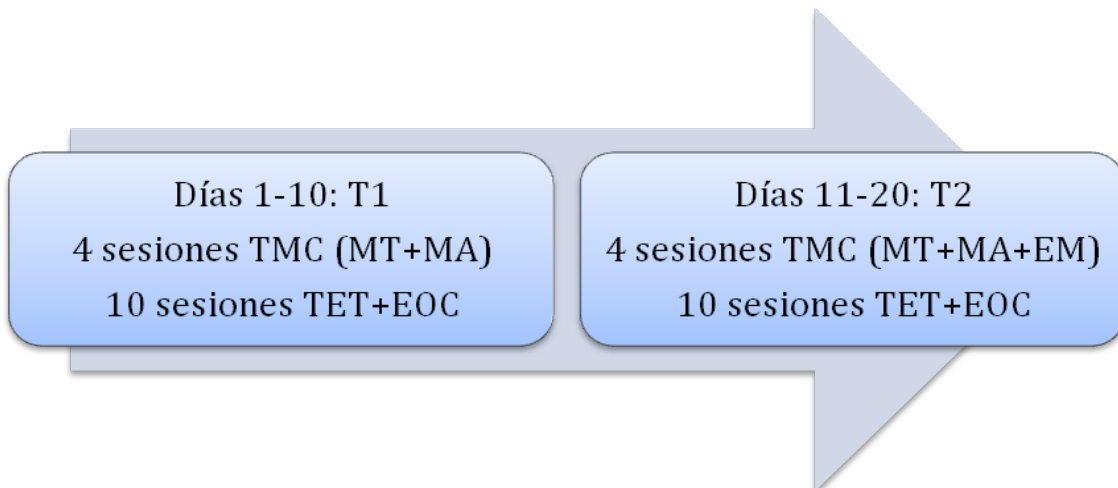 Días 1-10: T1
4 sesiones TMC (MT+MA)
10 sesiones TET+EOC
Días 11-20: T2
4 sesiones TMC (MT+MA+EM)
10 sesiones TET+EOC